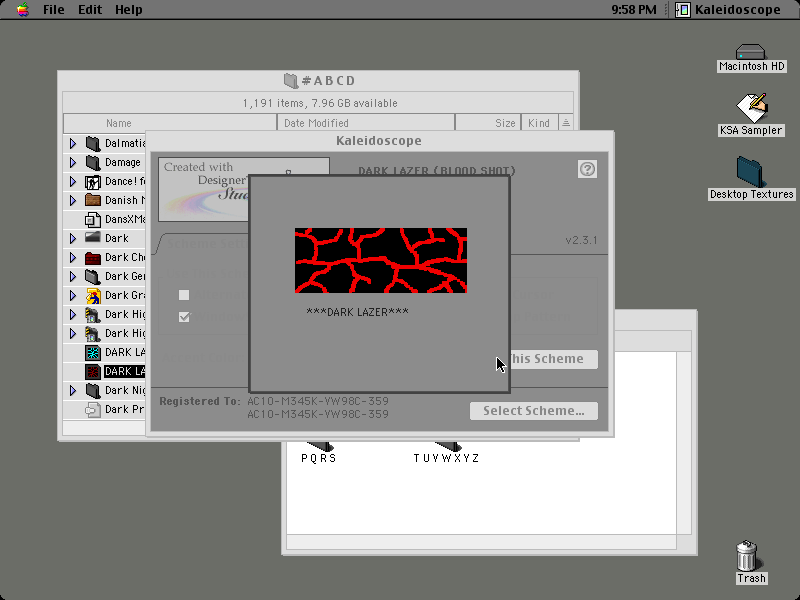 File Edit Help
9:58 PM
Kaleidoscope
Macintosh HD
KSA Sampler
Desktop Textures
#ABCD
1,191 items, 7.96 GB available
Name
Date Modified
Size
Kind
Dalmatia
Damage
Dance! f
Danish M
DansXMa
Dark
Dark Che
Dark Ger
Dark Gra
Dark Hig
Dark Hig
DARK LA
DARK LA
Dark Nig
Dark Pr
Kaleidoscope
Created with
Designer'
Stu
DARK LAZER (BLOOD SHOT)
v2.3.1
***DARK LAZER***
This Scheme
Registered To: AC10-M345K-YW98C-359
AC10-M345K-YW98C-359
Select Scheme...
PQRS
TUVWXYZ
Trash